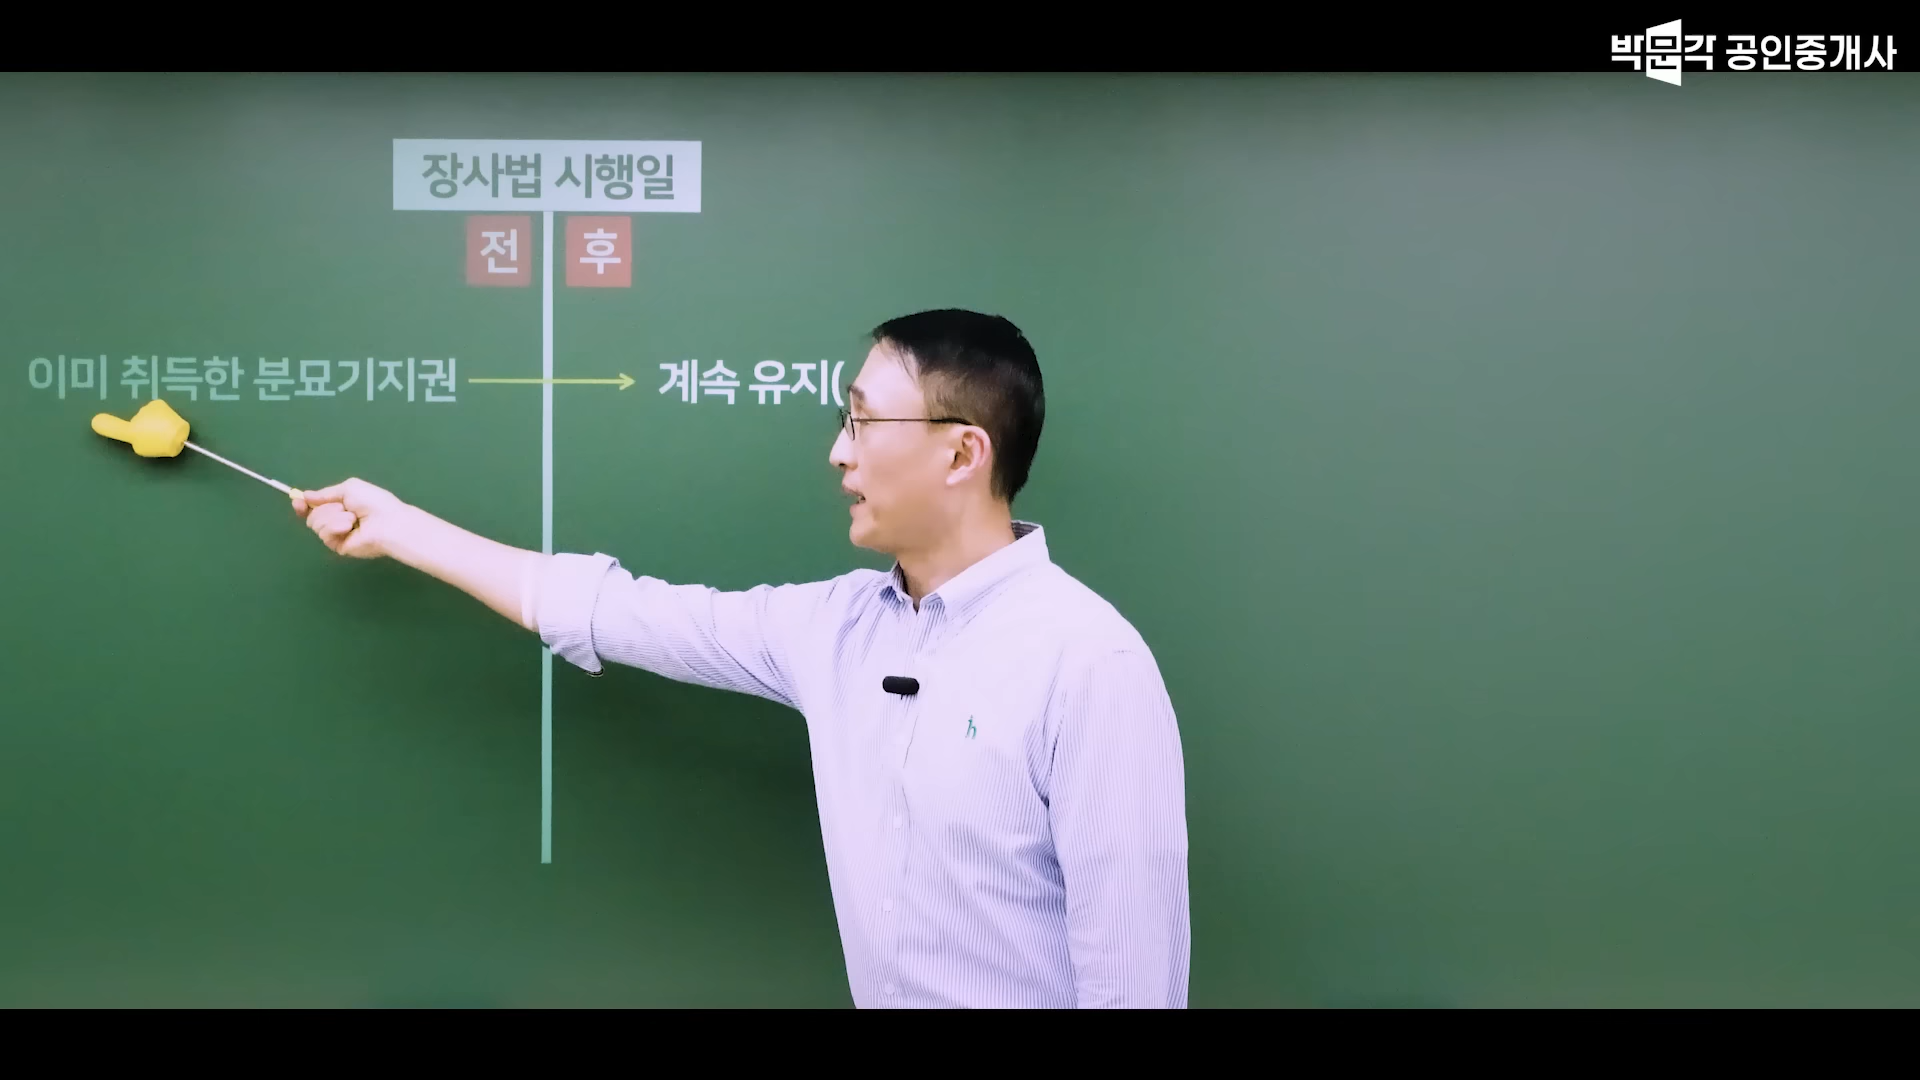 박문각 공인중개사
장사법 시행일
전 후
이미 취득한 분묘기지권 → 계속 유지(
h